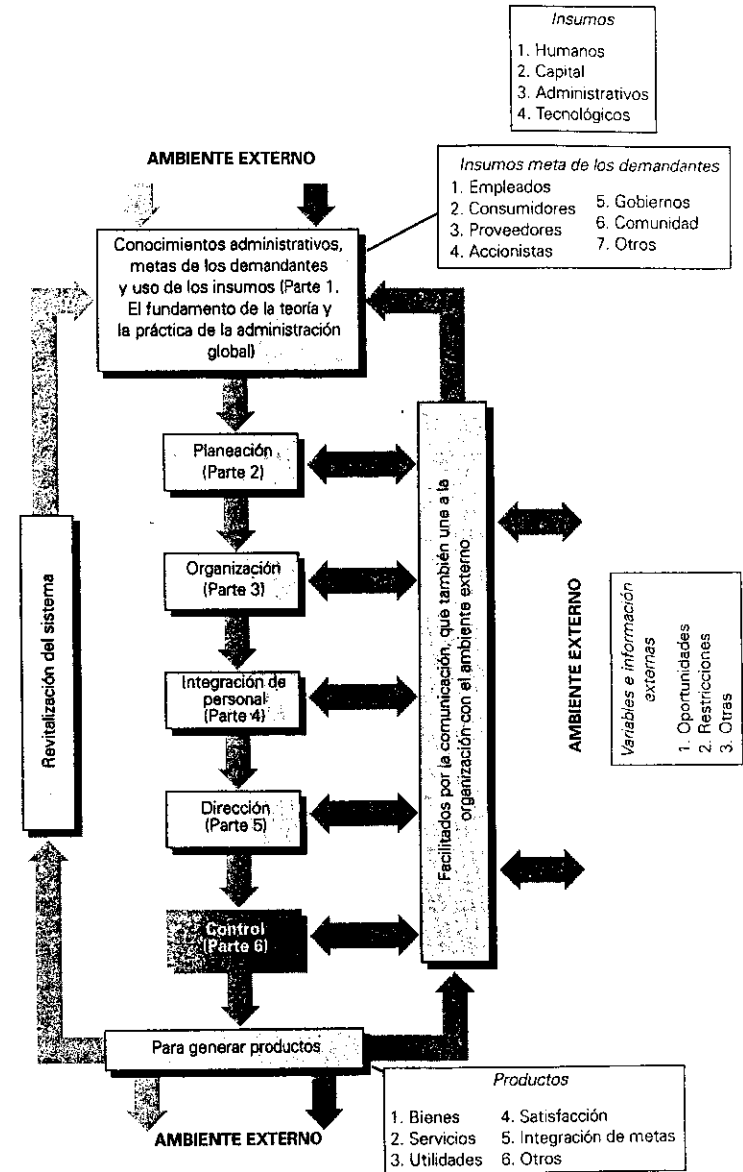 Insumos
1. Humanos
2. Capital
3. Administrativos
4. Tecnológicos
AMBIENTE EXTERNO
Insumos meta de los demandantes
1. Empleados
2. Consumidores
3. Proveedores
4. Accionistas
5. Gobiernos
6. Comunidad
7. Otros
Conocimientos administrativos,
metas de los demandantes
y uso de los insumos (Parte 1.
El fundamento de la teoría y
la práctica de la administración
global)
Planeación
(Parte 2)
Organización
(Parte 3)
Integración de
personal
(Parte 4)
Dirección
(Parte 5)
Control
(Parte 6)
Revitalización del sistema
Facilitados por la comunicación, que también une a la
organización con el ambiente externo
AMBIENTE EXTERNO
Variables e información
externas
1. Oportunidades
2. Restricciones
3. Otras
Para generar productos
AMBIENTE EXTERNO
Productos
1. Bienes
2. Servicios
3. Utilidades
4. Satisfacción
5. Integración de metas
6. Otros